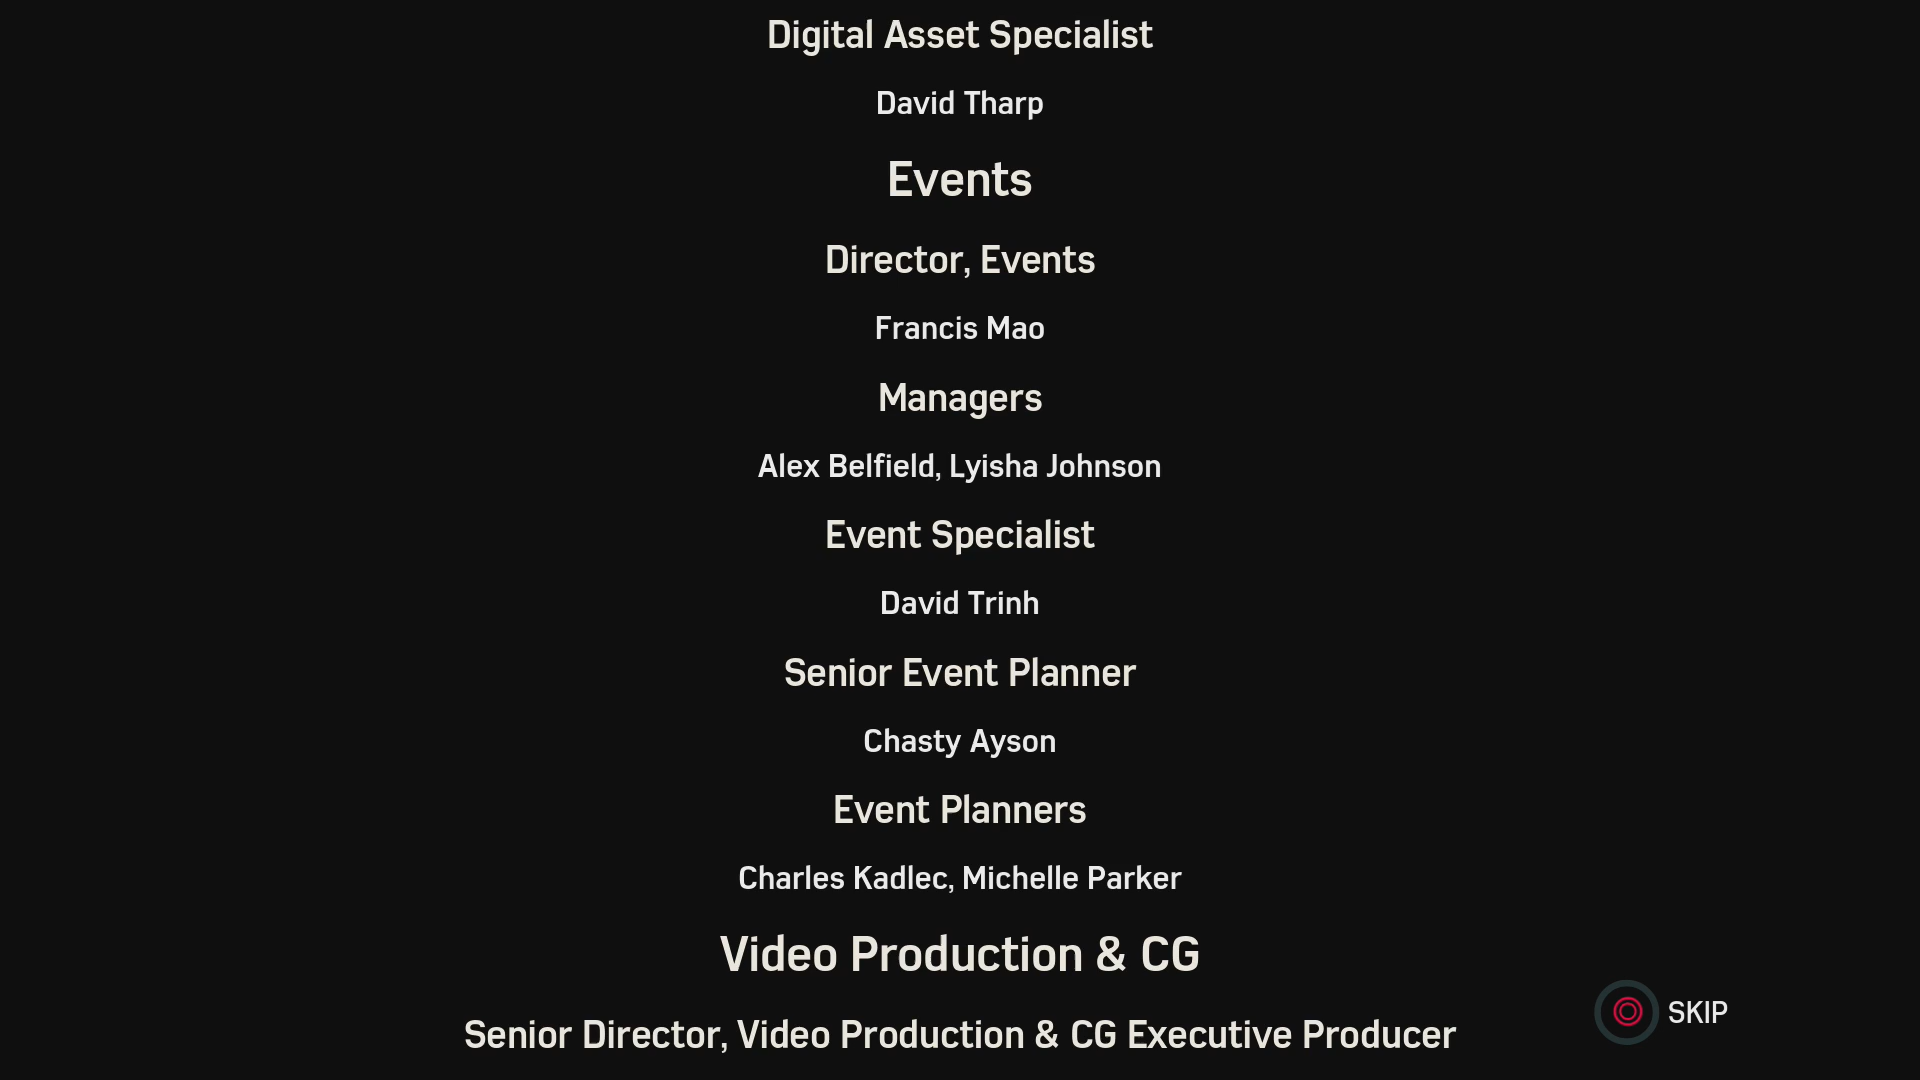 Digital Asset Specialist
David Tharp
Events
Director, Events
Francis Mao
Managers
Alex Belfield, Lyisha Johnson
Event Specialist
David Trinh
Senior Event Planner
Chasty Ayson
Event Planners
Charles Kadlec, Michelle Parker
Video Production & CG
SKIP
Senior Director, Video Production & CG Executive Producer